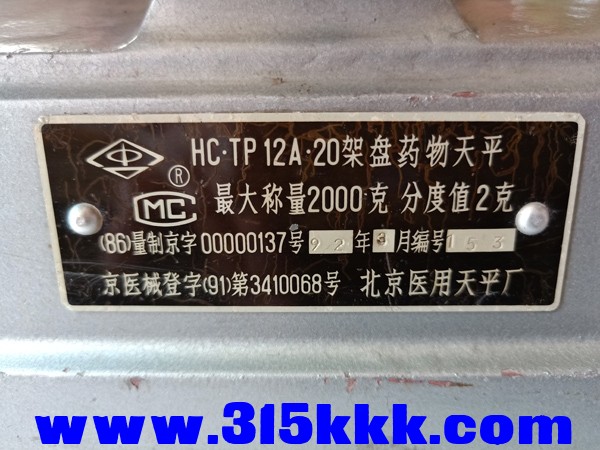 HC·TP12A·20架盘药物天平
®
MC
最大称量2000克 分度值2克
(86)量制京字00000137号 92年3月编号153
京医械登字(91)第3410068号 北京医用天平厂
www.315kkk.com